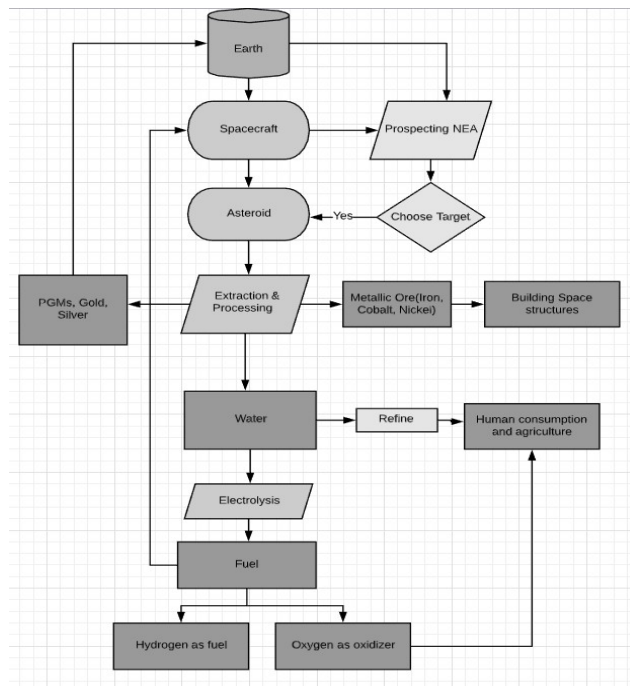 Earth
Spacecraft
Prospecting NEA
Asteroid
Yes
Choose Target
PGMs, Gold,
Silver
Extraction &
Processing
Metallic Ore(Iron,
Cobalt, Nickei)
Building Space
structures
Water
Refine
Human consumption
and agriculture
Electrolysis
Fuel
Hydrogen as fuel
Oxygen as oxidizer